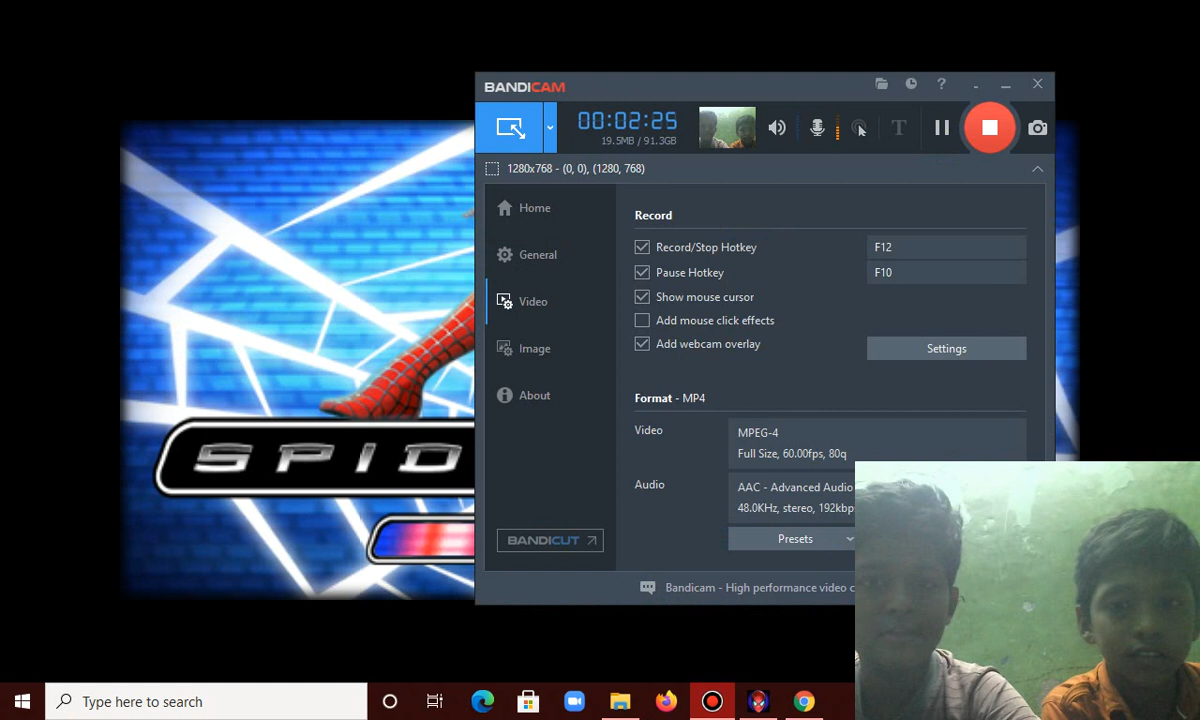 BANDICAM
?
00:02:25
19.5MB / 91.3GB
T
1280x768 - (0, 0), (1280, 768)
Home
General
Video
Image
About
BANDICUT
Record
Record/Stop Hotkey
F12
Pause Hotkey
F10
Show mouse cursor
Add mouse click effects
Add webcam overlay
Settings
Format - MP4
Video
MPEG-4
Full Size, 60.00fps, 80q
Audio
AAC - Advanced Audio
48.0KHz, stereo, 192kbp
Presets
Bandicam - High performance video c
SPID
Type here to search